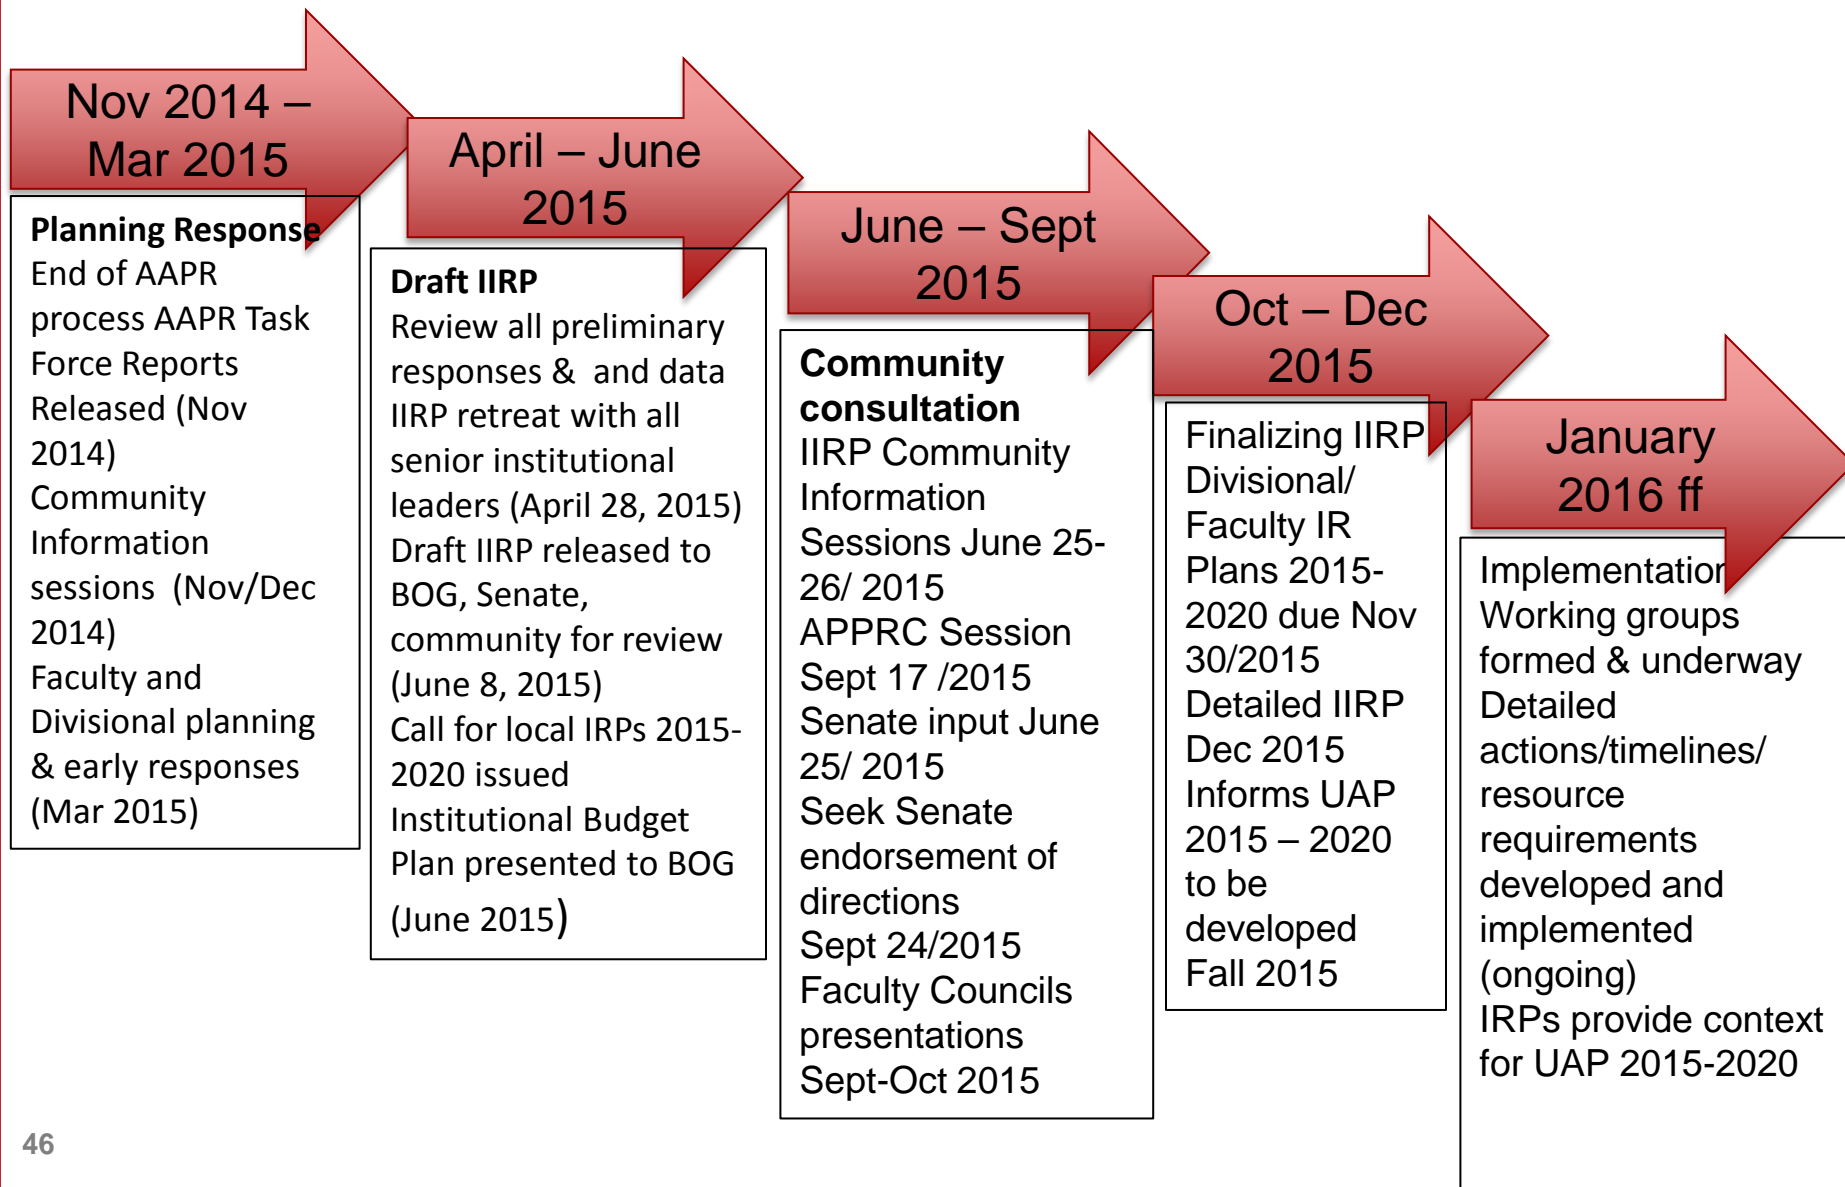 Nov 2014 –
Mar 2015
Planning Response
End of AAPR
process AAPR Task
Force Reports
Released (Nov
2014)
Community
Information
sessions  (Nov/Dec
2014)
Faculty and
Divisional planning
& early responses
(Mar 2015)
April – June
2015
Draft IIRP
Review all preliminary
responses &  and data
IIRP retreat with all
senior institutional
leaders (April 28, 2015)
Draft IIRP released to
BOG, Senate,
community for review
(June 8, 2015)
Call for local IRPs 2015-
2020 issued
Institutional Budget
Plan presented to BOG
(June 2015)
June – Sept
2015
Community
consultation
IIRP Community
Information
Sessions June 25-
26/ 2015
APPRC Session
Sept 17 /2015
Senate input June
25/ 2015
Seek Senate
endorsement of
directions
Sept 24/2015
Faculty Councils
presentations
Sept-Oct 2015
Oct – Dec
2015
Finalizing IIRP
Divisional/
Faculty IR
Plans 2015-
2020 due Nov
30/2015
Detailed IIRP
Dec 2015
Informs UAP
2015 – 2020
to be
developed
Fall 2015
January
2016 ff
Implementation
Working groups
formed & underway
Detailed
actions/timelines/
resource
requirements
developed and
implemented
(ongoing)
IRPs provide context
for UAP 2015-2020
46